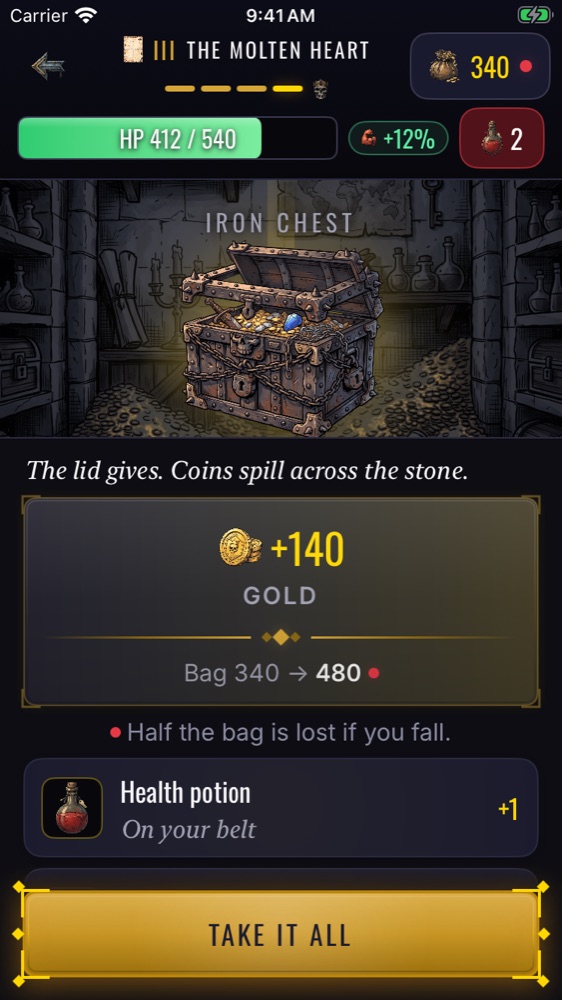 Carrier 9:41 AM
III THE MOLTEN HEART
340
HP 412 / 540
+12%
2
IRON CHEST
The lid gives. Coins spill across the stone.
+140
GOLD
Bag 340 → 480
Half the bag is lost if you fall.
Health potion
On your belt
+1
TAKE IT ALL